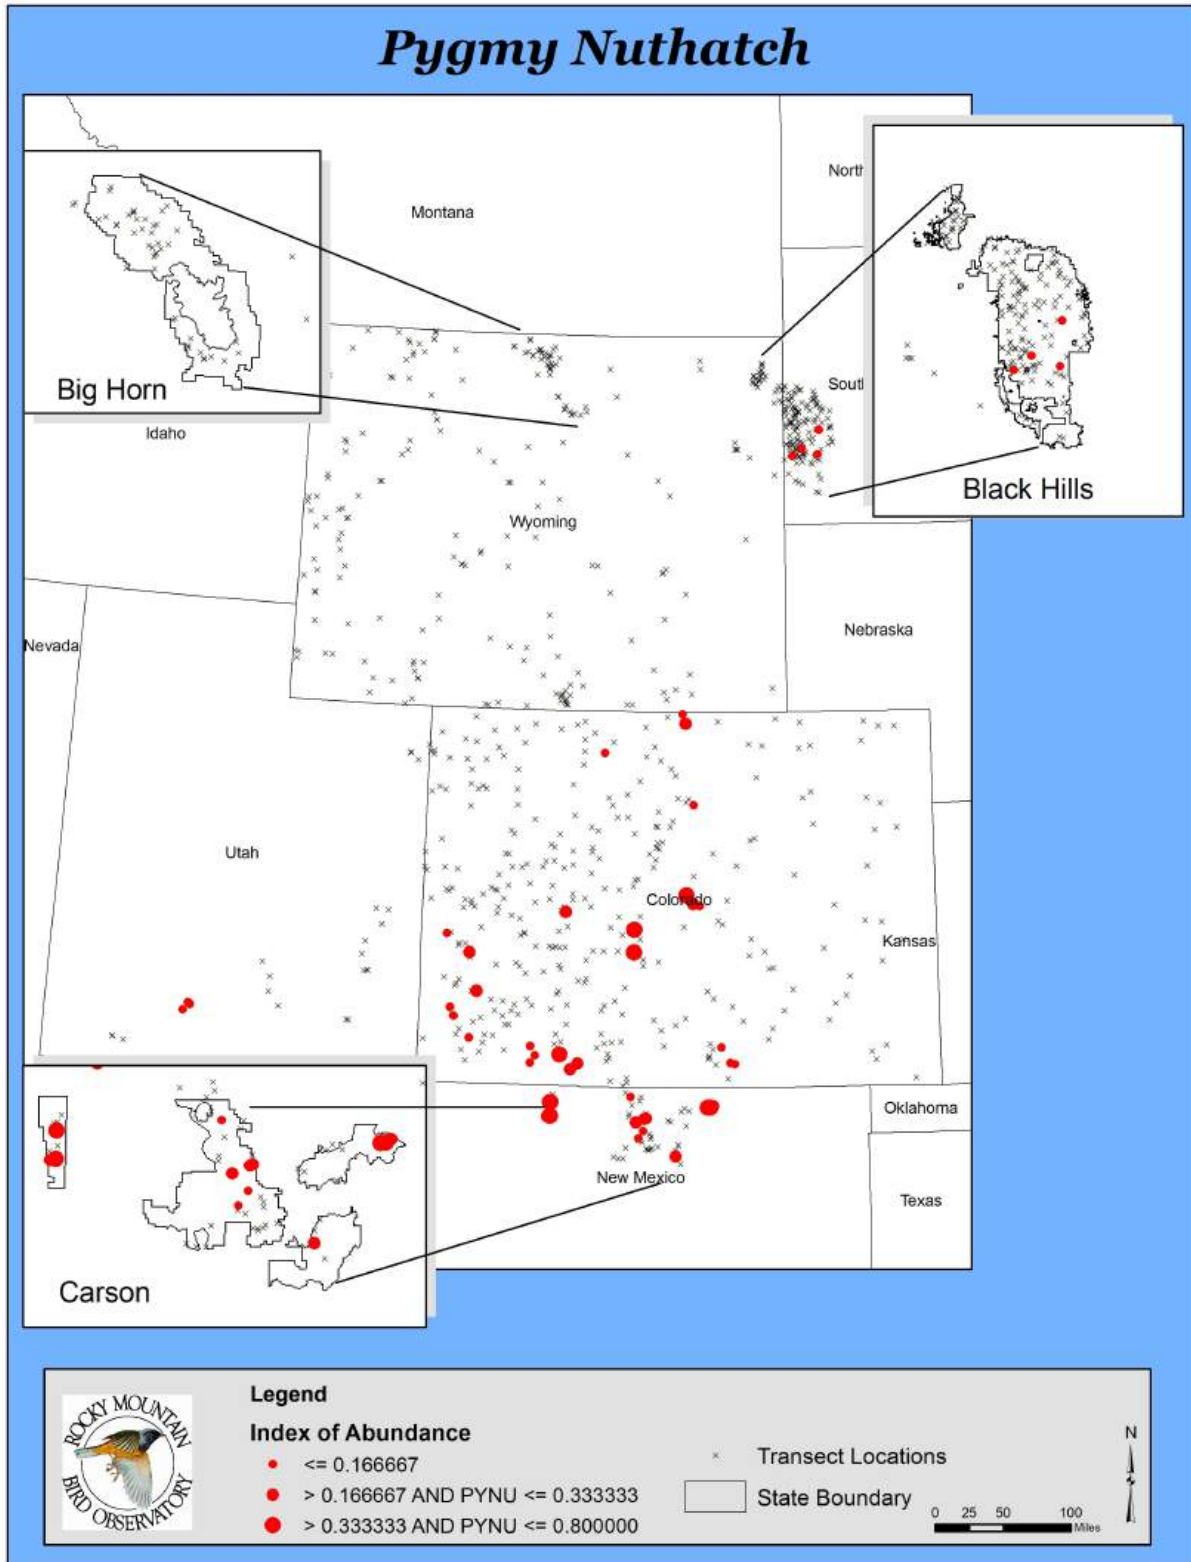 Pygmy Nuthatch
North
Montana
Big Horn
Idaho
South
Black Hills
Wyoming
Nebraska
Nevada
Utah
Colorado
Kansas
Oklahoma
New Mexico
Texas
Carson
Legend
Index of Abundance
<= 0.166667
> 0.166667 AND PYNU <= 0.333333
> 0.333333 AND PYNU <= 0.800000
Transect Locations
State Boundary
ROCKY MOUNTAIN
BIRD OBSERVATORY
N
0 25 50 100
Miles